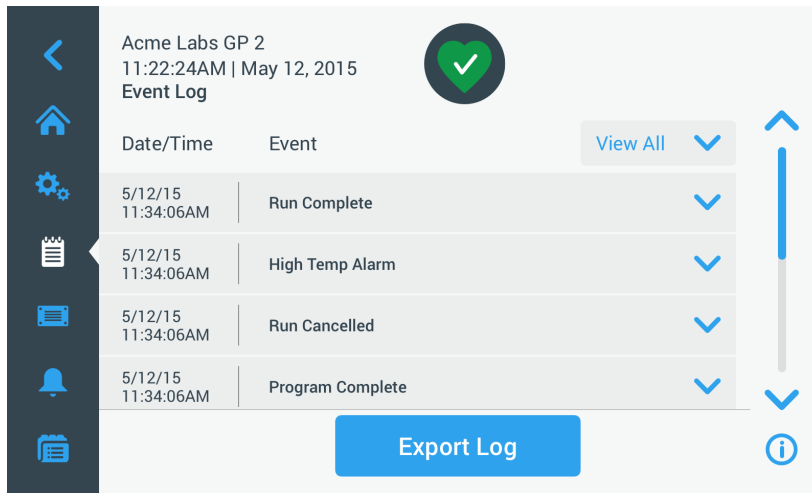 Acme Labs GP 2
11:22:24AM | May 12, 2015
Event Log
Date/Time Event View All
5/12/15
11:34:06AM
Run Complete
5/12/15
11:34:06AM
High Temp Alarm
5/12/15
11:34:06AM
Run Cancelled
5/12/15
11:34:06AM
Program Complete
Export Log